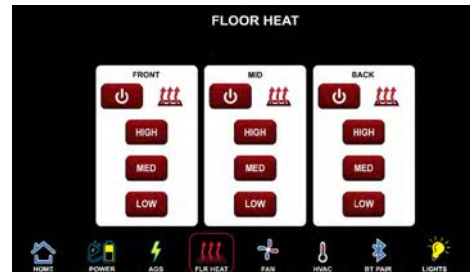 FLOOR HEAT
FRONT MID BACK
HIGH HIGH HIGH
MED MED MED
LOW LOW LOW
HOME POWER AGS FLR HEAT FAN HVAC BT PAIR LIGHTS